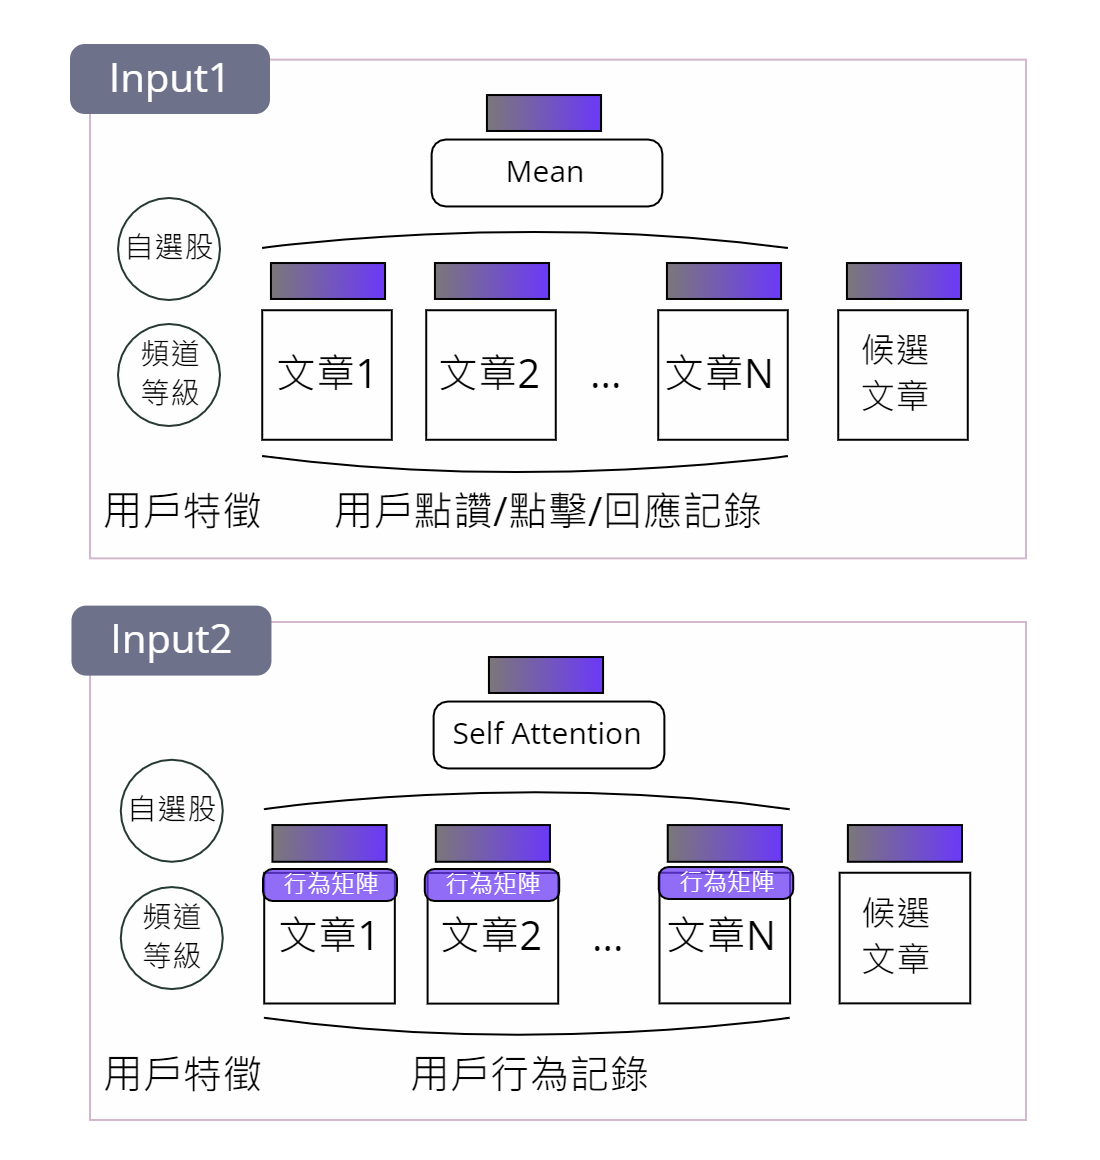 Input1
Mean
自選股
頻道
等級
文章1
文章2
...
文章N
候選
文章
用戶特徵
用戶點讚/點擊/回應記錄
Input2
Self Attention
自選股
頻道
等級
行為矩陣
文章1
行為矩陣
文章2
...
行為矩陣
文章N
候選
文章
用戶特徵
用戶行為記錄